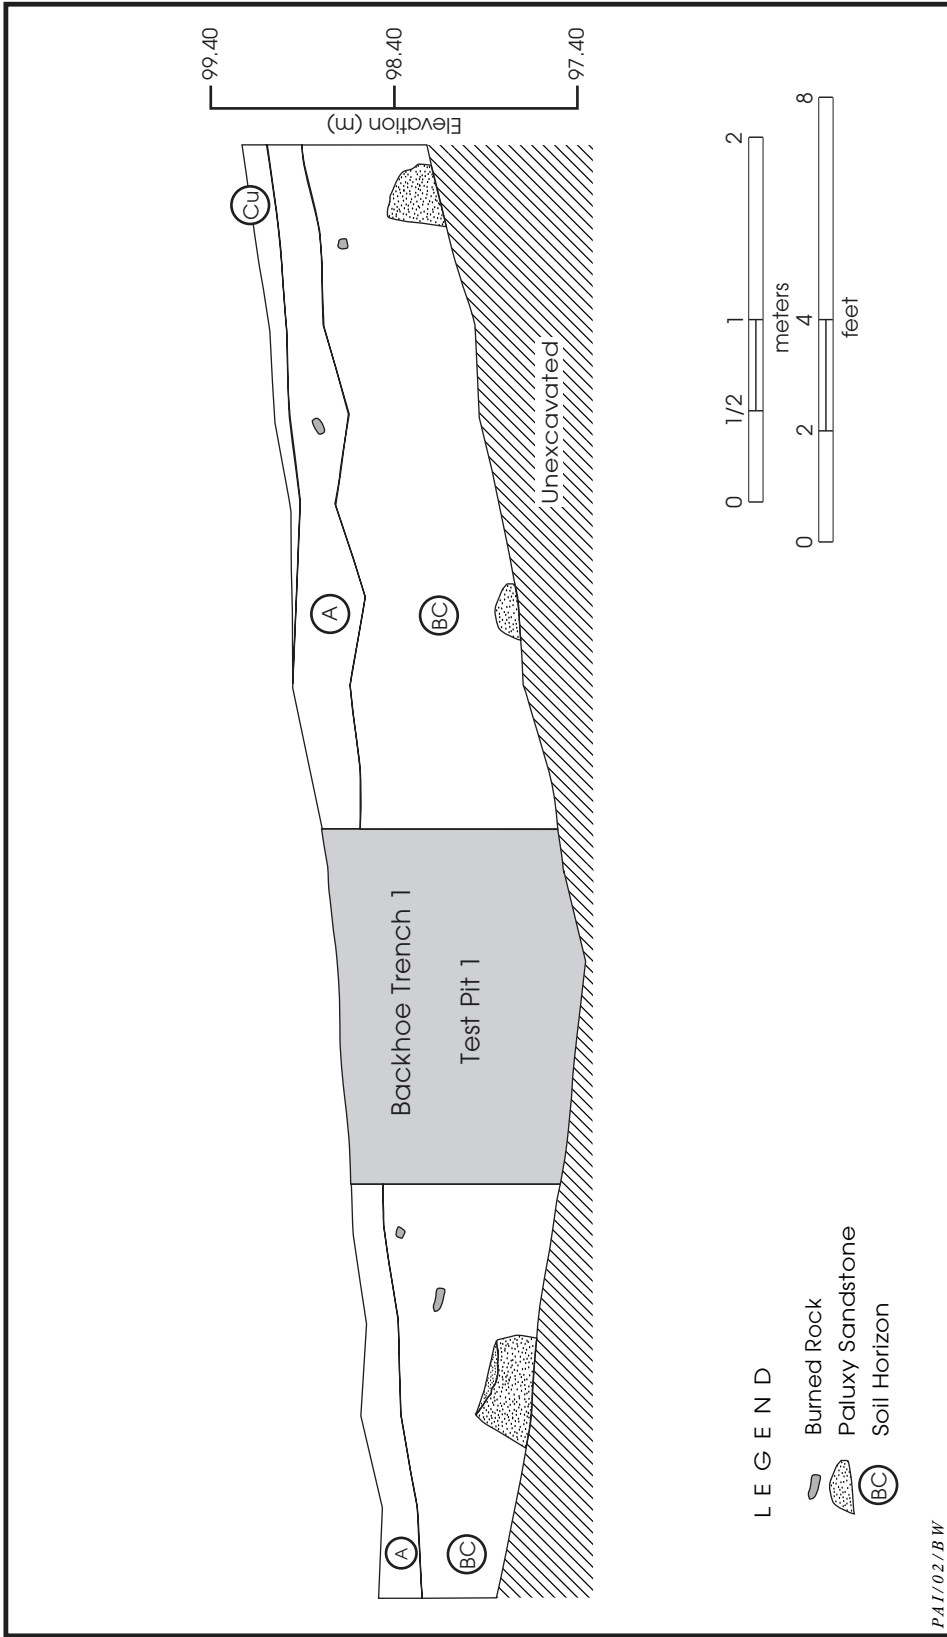 99.40
98.40
97.40
Elevation (m)
Cu
A
BC
Unexcavated
Backhoe Trench 1
Test Pit 1
A
BC
0 1/2 1 2
meters
0 2 4 8
feet
LEGEND
Burned Rock
Paluxy Sandstone
BC Soil Horizon
PAI/02/BW